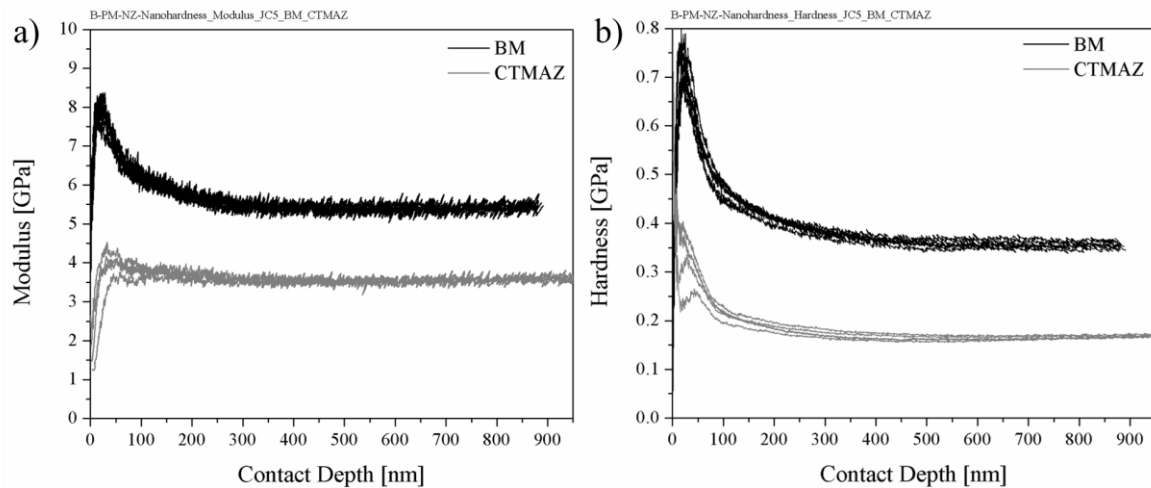 B-PM-NZ-Nanohardness_Modulus_JC5_BM_CTMAZ
a)
BM
CTMAZ
Modulus [GPa]
10
9
8
7
6
5
4
3
2
1
0
0 100 200 300 400 500 600 700 800 900
Contact Depth [nm]
B-PM-NZ-Nanohardness_Hardness_JC5_BM_CTMAZ
b)
BM
CTMAZ
Hardness [GPa]
0.8
0.7
0.6
0.5
0.4
0.3
0.2
0.1
0.0
0 100 200 300 400 500 600 700 800 900
Contact Depth [nm]